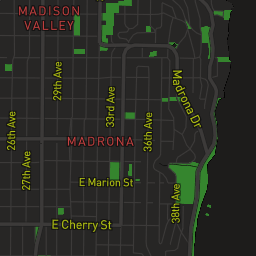 MADISON
VALLEY
29th Ave
33rd Ave
Madrona Dr
26th Ave
27th Ave
MADRONA
36th Ave
E Marion St
38th Ave
E Cherry St